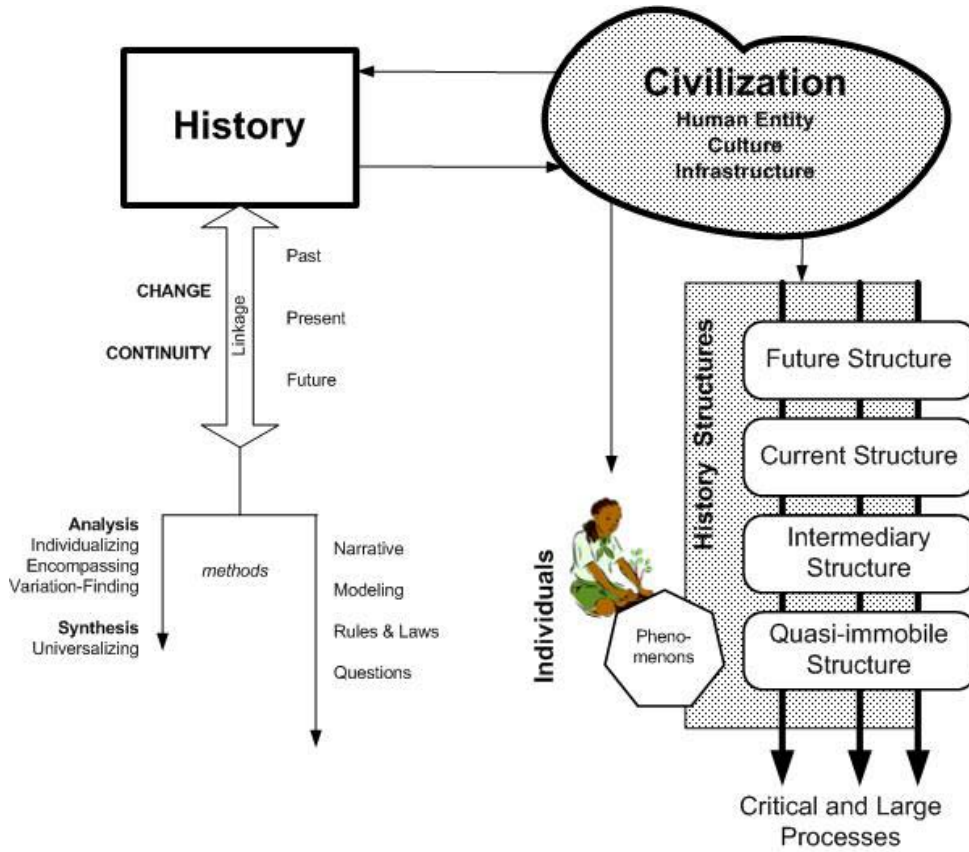 History
Civilization
Human Entity
Culture
Infrastructure
CHANGE
CONTINUITY
Linkage
Past
Present
Future
Analysis
Individualizing
Encompassing
Variation-Finding
Synthesis
Universalizing
methods
Narrative
Modeling
Rules & Laws
Questions
Individuals
Pheno-
menons
History Structures
Future Structure
Current Structure
Intermediary
Structure
Quasi-immobile
Structure
Critical and Large
Processes